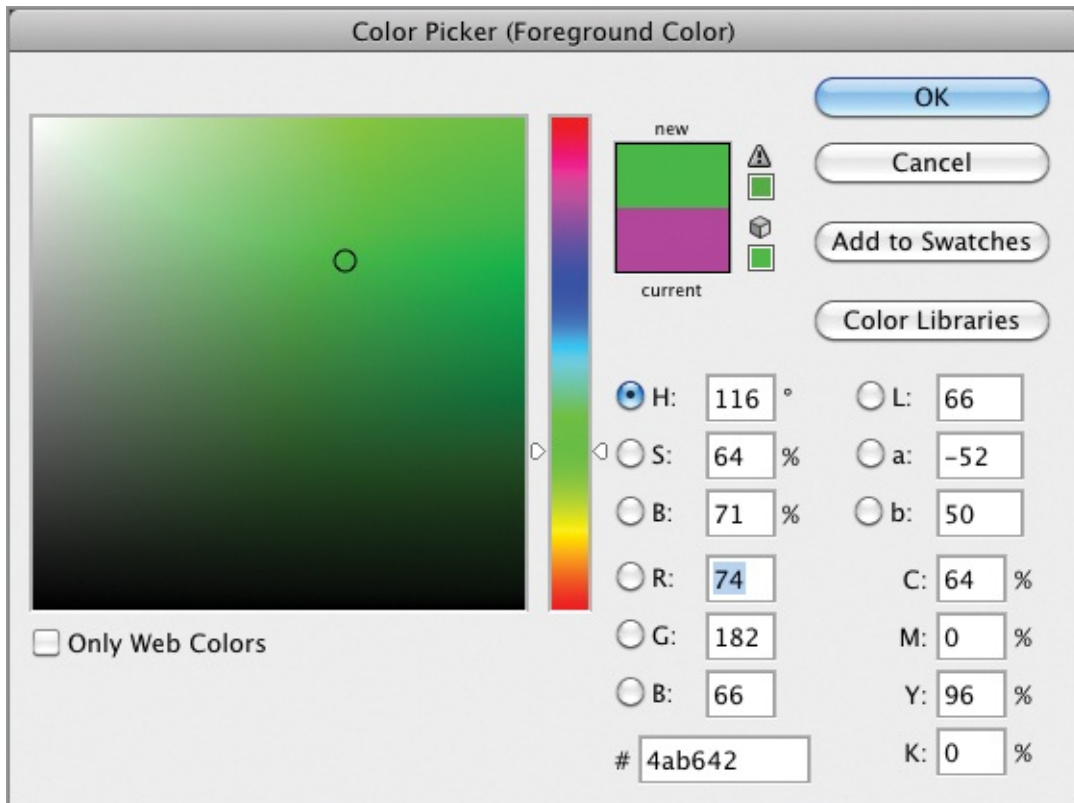 Color Picker (Foreground Color)
new
current
OK
Cancel
Add to Swatches
Color Libraries
H: 116 °
S: 64 %
B: 71 %
R: 74
G: 182
B: 66
# 4ab642
L: 66
a: -52
b: 50
C: 64 %
M: 0 %
Y: 96 %
K: 0 %
Only Web Colors